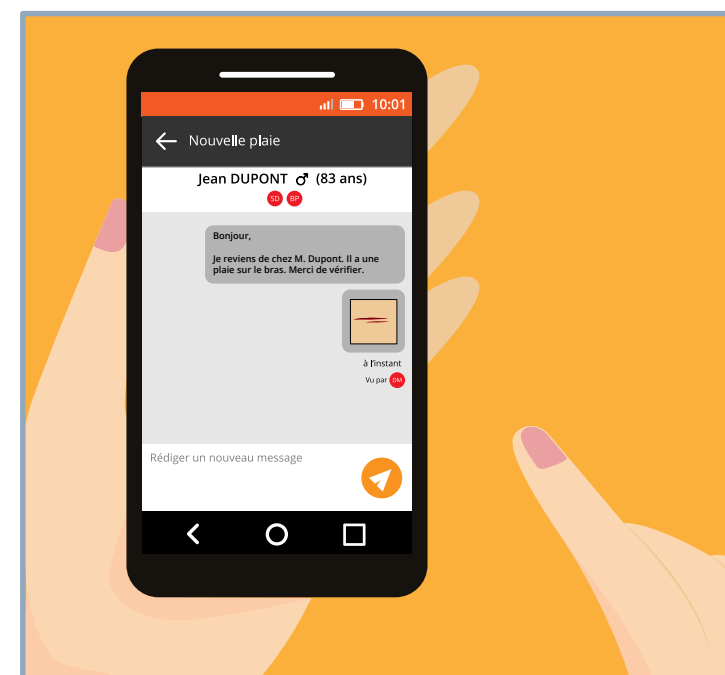 10:01
Nouvelle plaie
Jean DUPONT ♂ (83 ans)
SD BP
Bonjour,
Je reviens de chez M. Dupont. Il a une
plaie sur le bras. Merci de vérifier.
à l'instant
Vu par DM
Rédiger un nouveau message